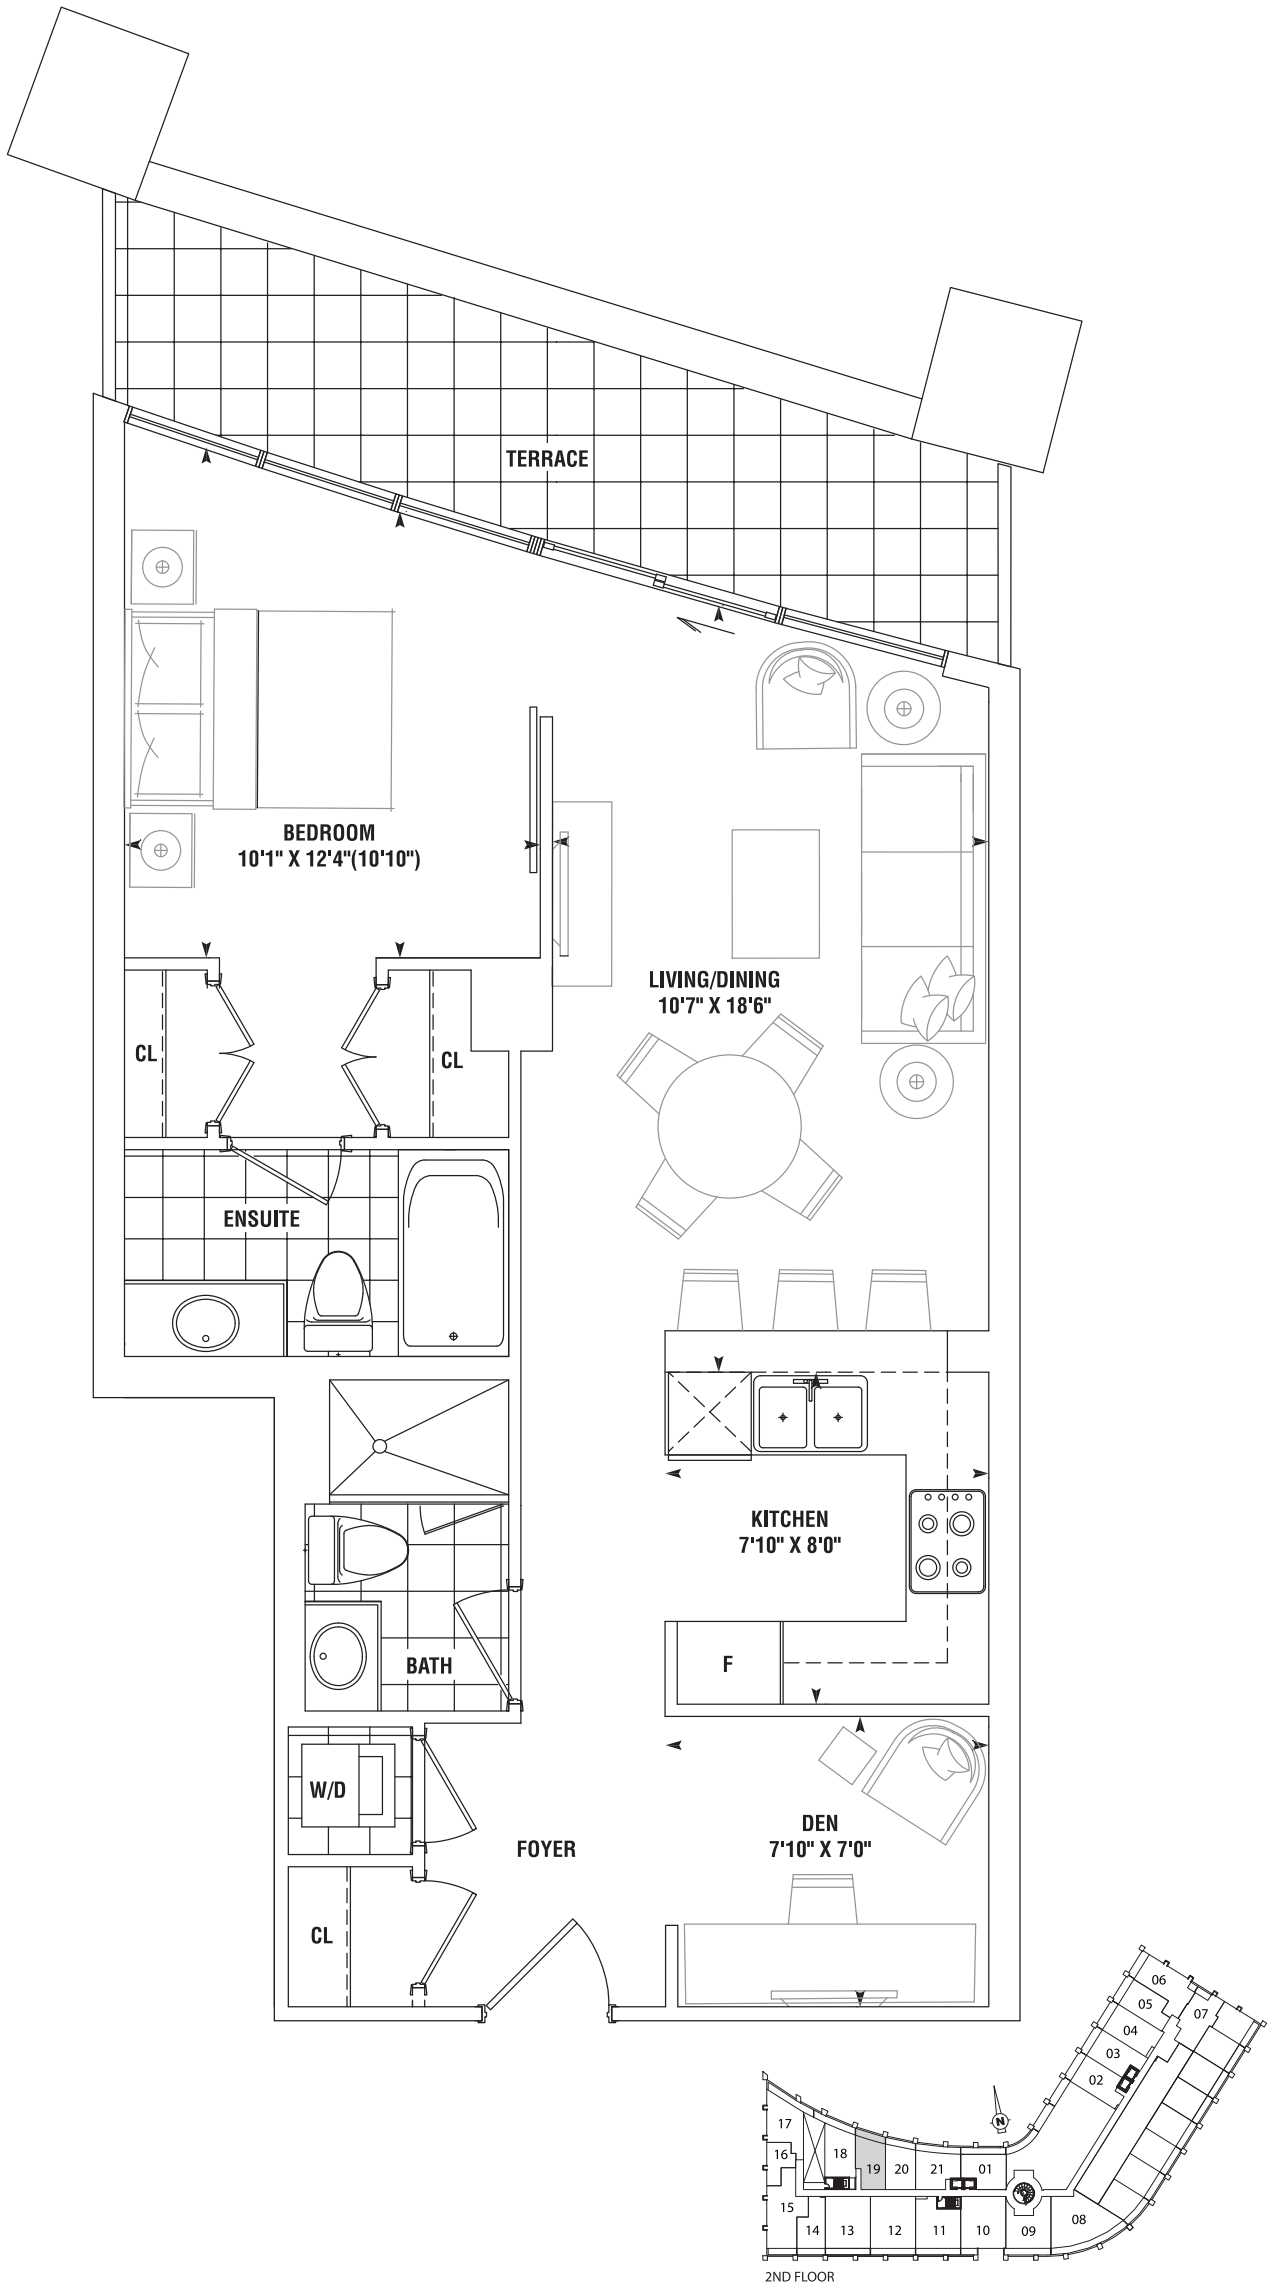 TERRACE
BEDROOM
10'1" X 12'4"(10'10")
LIVING/DINING
10'7" X 18'6"
CL
CL
ENSUITE
KITCHEN
7'10" X 8'0"
BATH
F
W/D
DEN
7'10" X 7'0"
FOYER
CL
06
05
07
04
03
02
N
17
18
16
19
20
21
01
15
14
13
12
11
10
09
08
2ND FLOOR